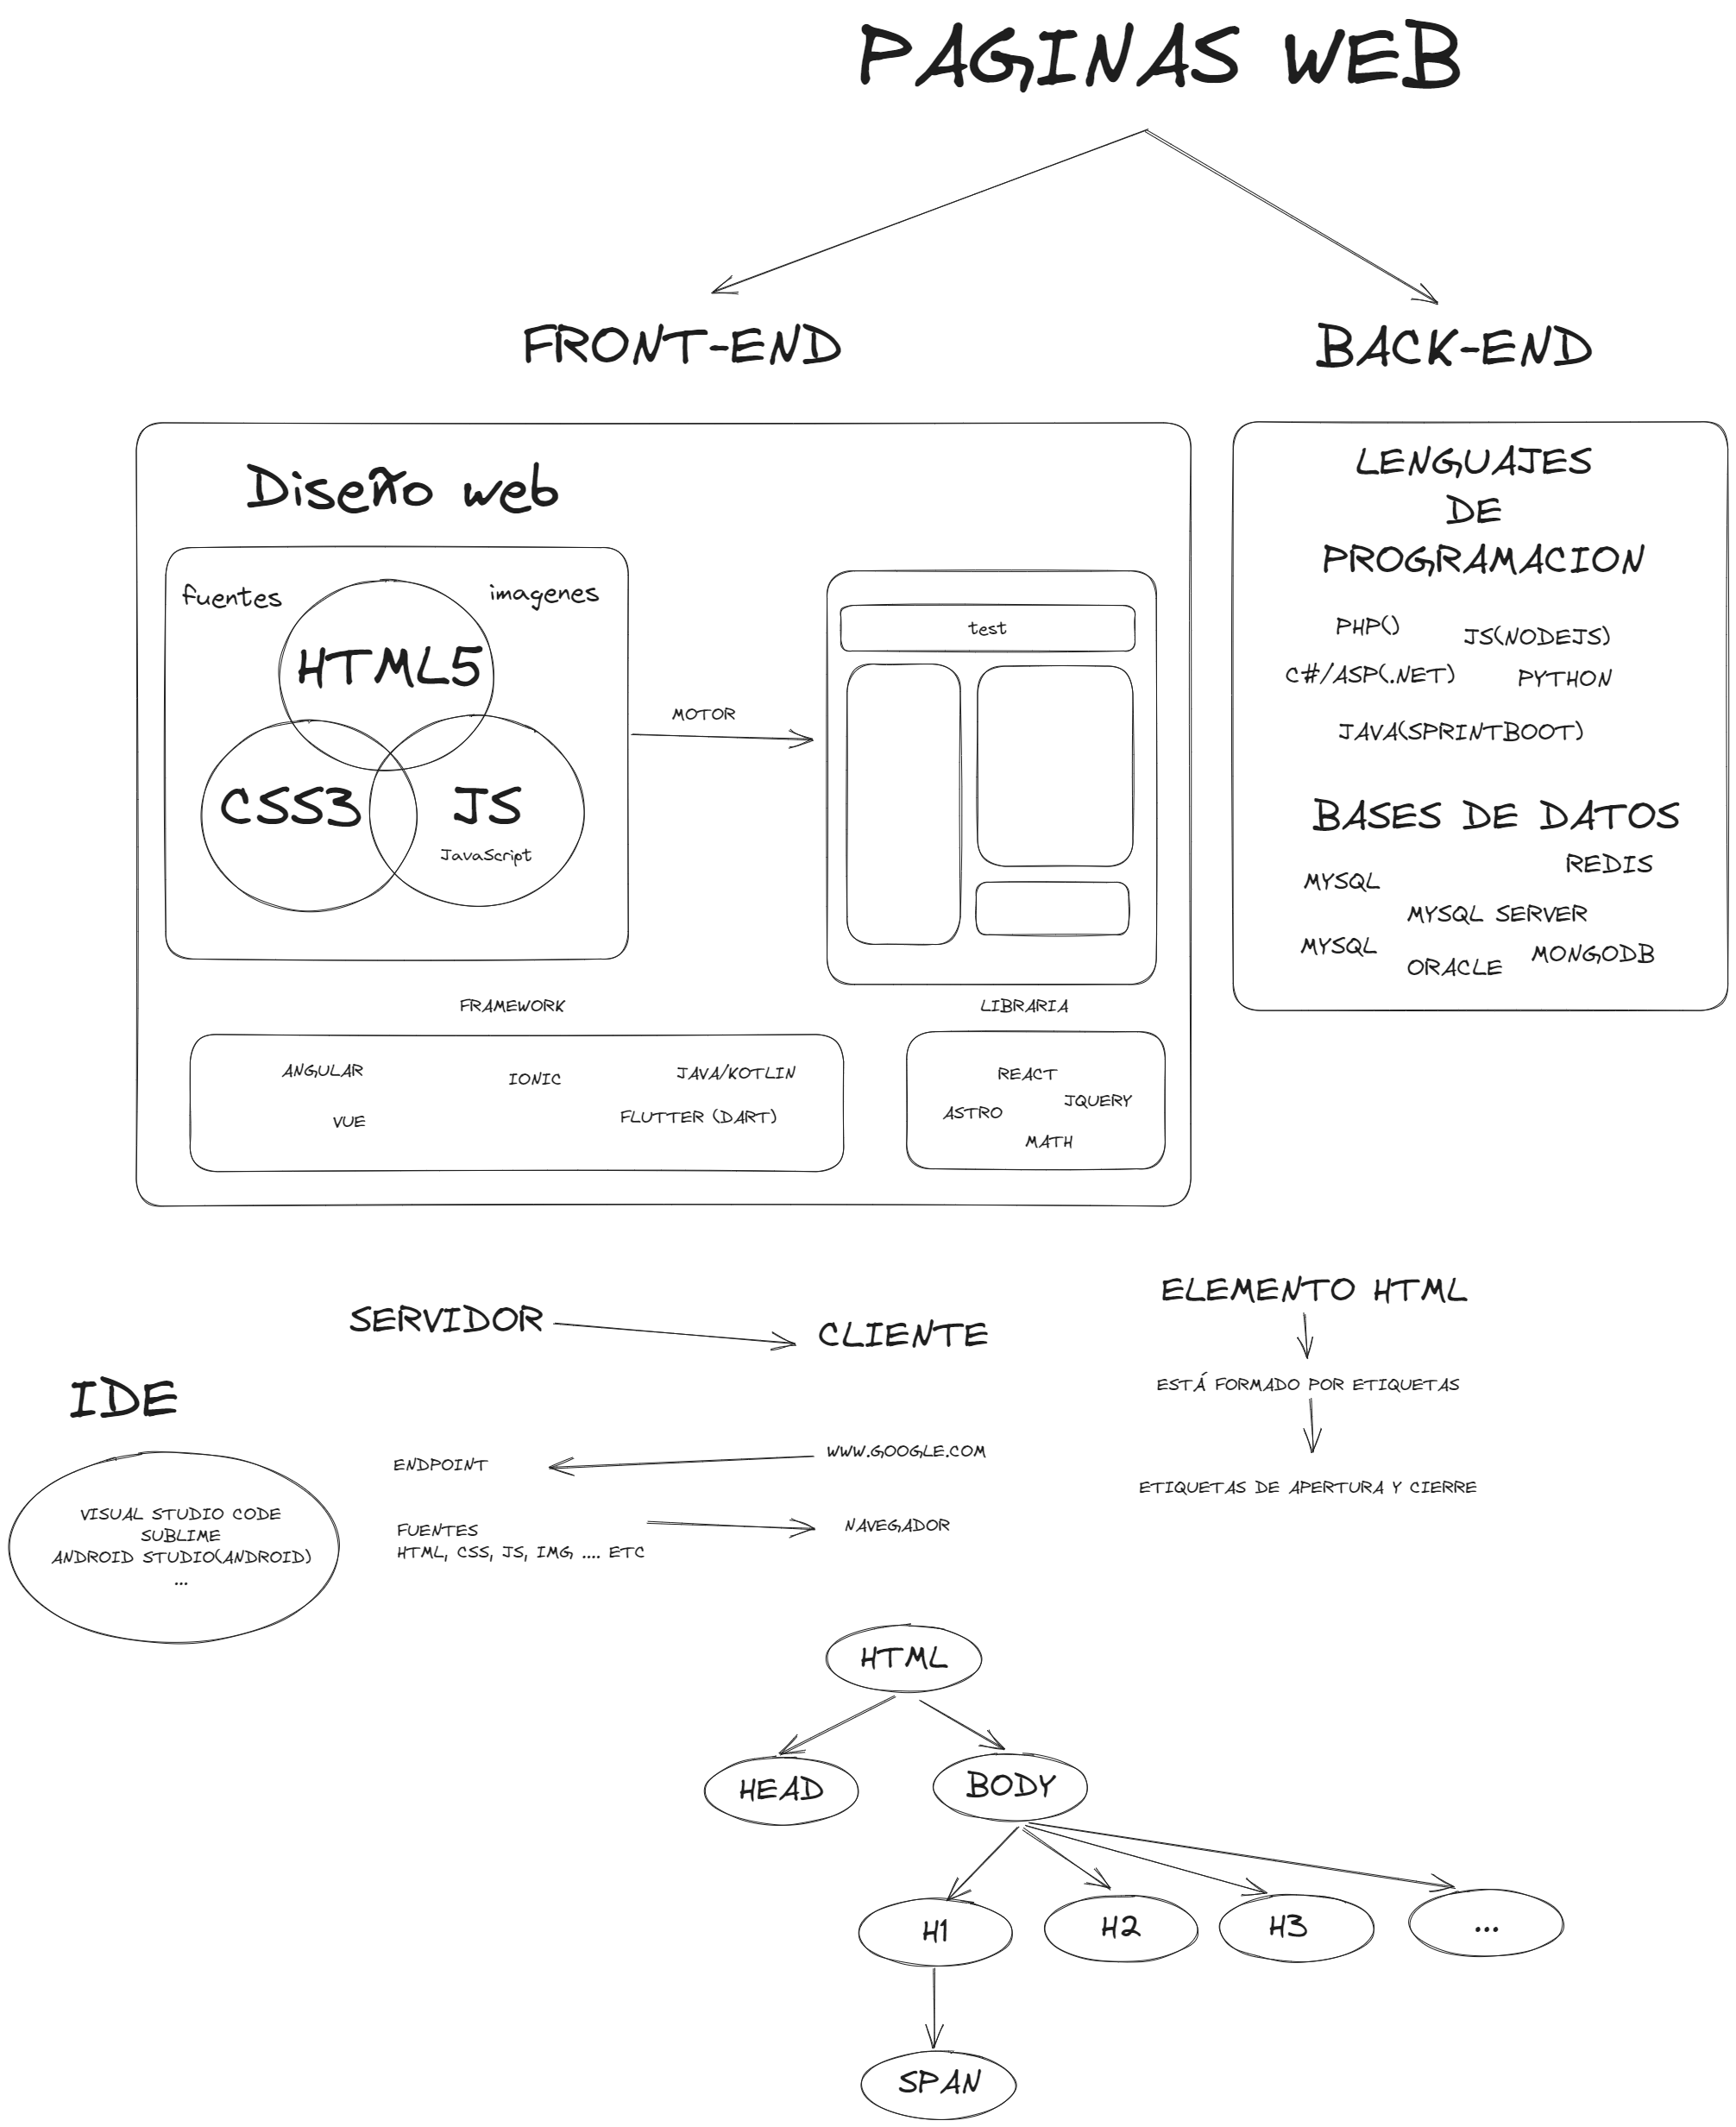 PAGINAS WEB
FRONT-END
BACK-END
Diseño web
fuentes
imagenes
HTML5
CSS3
JS
JavaScript
MOTOR
test
FRAMEWORK
ANGULAR
IONIC
JAVA/KOTLIN
VUE
FLUTTER (DART)
LIBRARIA
REACT
JQUERY
ASTRO
MATH
LENGUAJES
DE
PROGRAMACION
PHP()
JS(NODEJS)
C#/ASP(.NET)
PYTHON
JAVA(SPRINTBOOT)
BASES DE DATOS
REDIS
MYSQL
MYSQL SERVER
MYSQL
MONGODB
ORACLE
SERVIDOR
CLIENTE
ELEMENTO HTML
ESTÁ FORMADO POR ETIQUETAS
ETIQUETAS DE APERTURA Y CIERRE
IDE
VISUAL STUDIO CODE
SUBLIME
ANDROID STUDIO(ANDROID)
...
ENDPOINT
WWW.GOOGLE.COM
FUENTES
HTML, CSS, JS, IMG, .... ETC
NAVEGADOR
HTML
HEAD
BODY
H1
H2
H3
...
SPAN